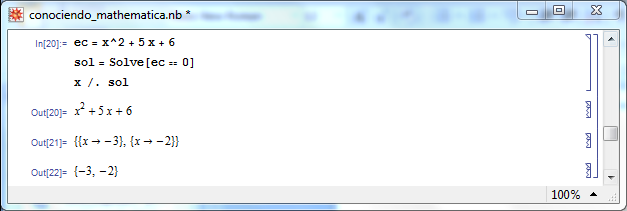 conociendo_mathematica.nb *
In[20]:= ec = x^2 + 5 x + 6
sol = Solve[ec == 0]
x /. sol
Out[20]= x² + 5 x + 6
Out[21]= {{x → −3}, {x → −2}}
Out[22]= {−3, −2}
100%